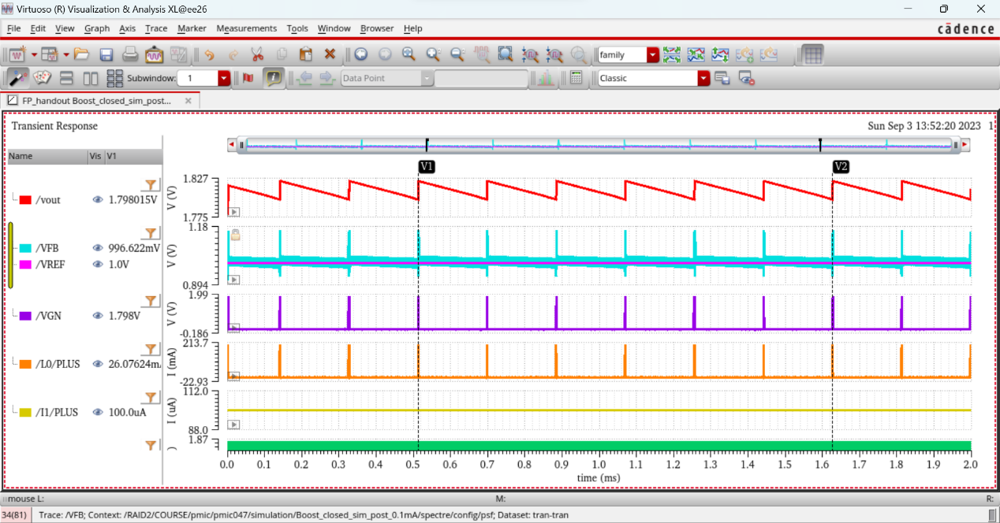 Virtuoso (R) Visualization & Analysis XL@ee26
File Edit View Graph Axis Trace Marker Measurements Tools Window Browser Help
cādence
family
Subwindow: 1
Data Point
Classic
FP_handout Boost_closed_sim_post...
Transient Response
Sun Sep 3 13:52:20 2023 1
Name Vis V1
V1
V2
/vout 1.798015V
V (V)
1.827
1.775
/VFB 996.622mV
/VREF 1.0V
V (V)
1.18
0.894
/VGN 1.798V
V (V)
1.99
-0.186
/L0/PLUS 26.07624m
I (mA)
213.7
-22.93
/I1/PLUS 100.0uA
I (uA)
112.0
88.0
1.87
0.0 0.1 0.2 0.3 0.4 0.5 0.6 0.7 0.8 0.9 1.0 1.1 1.2 1.3 1.4 1.5 1.6 1.7 1.8 1.9 2.0
time (ms)
mouse L: M: R:
34(81) Trace: /VFB; Context: /RAID2/COURSE/pmic/pmic047/simulation/Boost_closed_sim_post_0.1mA/spectre/config/psf; Dataset: tran-tran